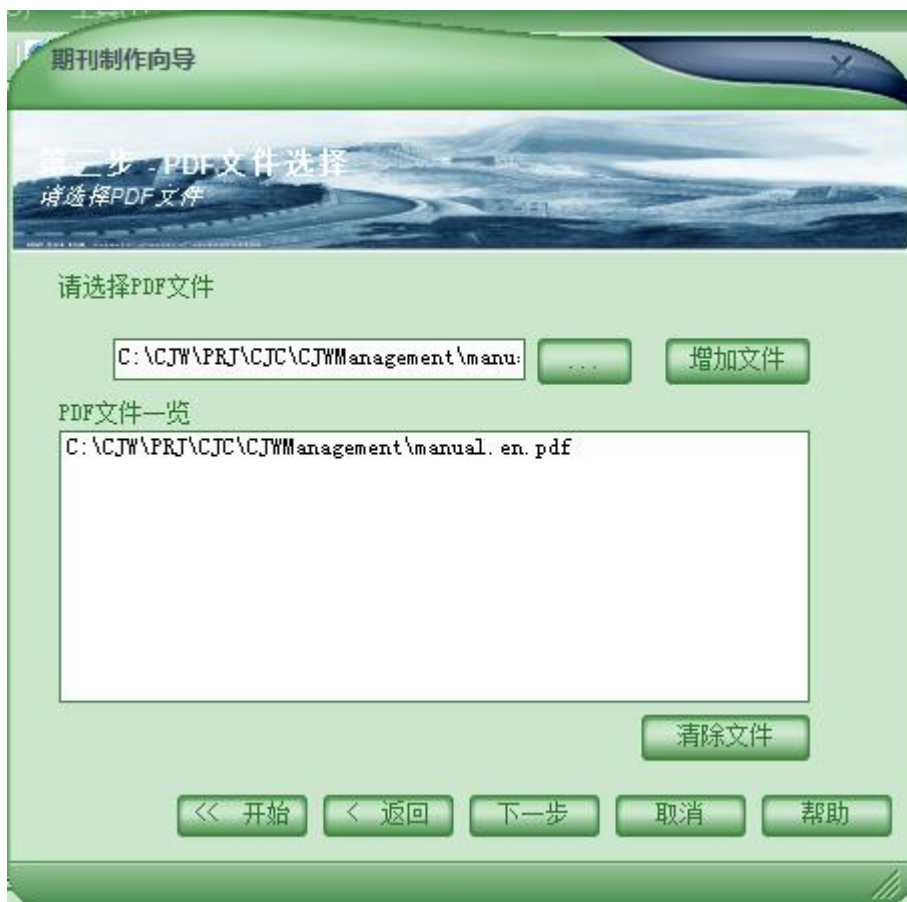 期刊制作向导
第二步 - PDF文件选择
请选择PDF文件
请选择PDF文件
C:\CJW\PRJ\CJC\CJWManagement\manu
... 增加文件
PDF文件一览
C:\CJW\PRJ\CJC\CJWManagement\manual.en.pdf
清除文件
<< 开始 < 返回 下一步 取消 帮助